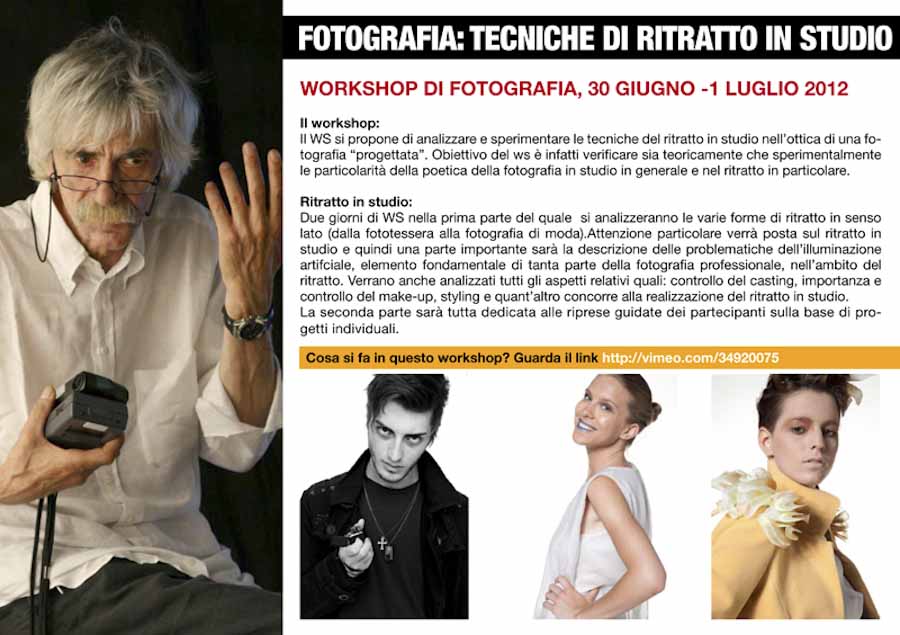 FOTOGRAFIA: TECNICHE DI RITRATTO IN STUDIO
WORKSHOP DI FOTOGRAFIA, 30 GIUGNO -1 LUGLIO 2012
Il workshop:
Il WS si propone di analizzare e sperimentare le tecniche del ritratto in studio nell’ottica di una fo-
tografia “progettata”. Obiettivo del ws è infatti verificare sia teoricamente che sperimentalmente
le particolarità della poetica della fotografia in studio in generale e nel ritratto in particolare.
Ritratto in studio:
Due giorni di WS nella prima parte del quale si analizzeranno le varie forme di ritratto in senso
lato (dalla fototessera alla fotografia di moda).Attenzione particolare verrà posta sul ritratto in
studio e quindi una parte importante sarà la descrizione delle problematiche dell’illuminazione
artifciale, elemento fondamentale di tanta parte della fotografia professionale, nell’ambito del
ritratto. Verrano anche analizzati tutti gli aspetti relativi quali: controllo del casting, importanza e
controllo del make-up, styling e quant’altro concorre alla realizzazione del ritratto in studio.
La seconda parte sarà tutta dedicata alle riprese guidate dei partecipanti sulla base di pro-
getti individuali.
Cosa si fa in questo workshop? Guarda il link http://vimeo.com/34920075